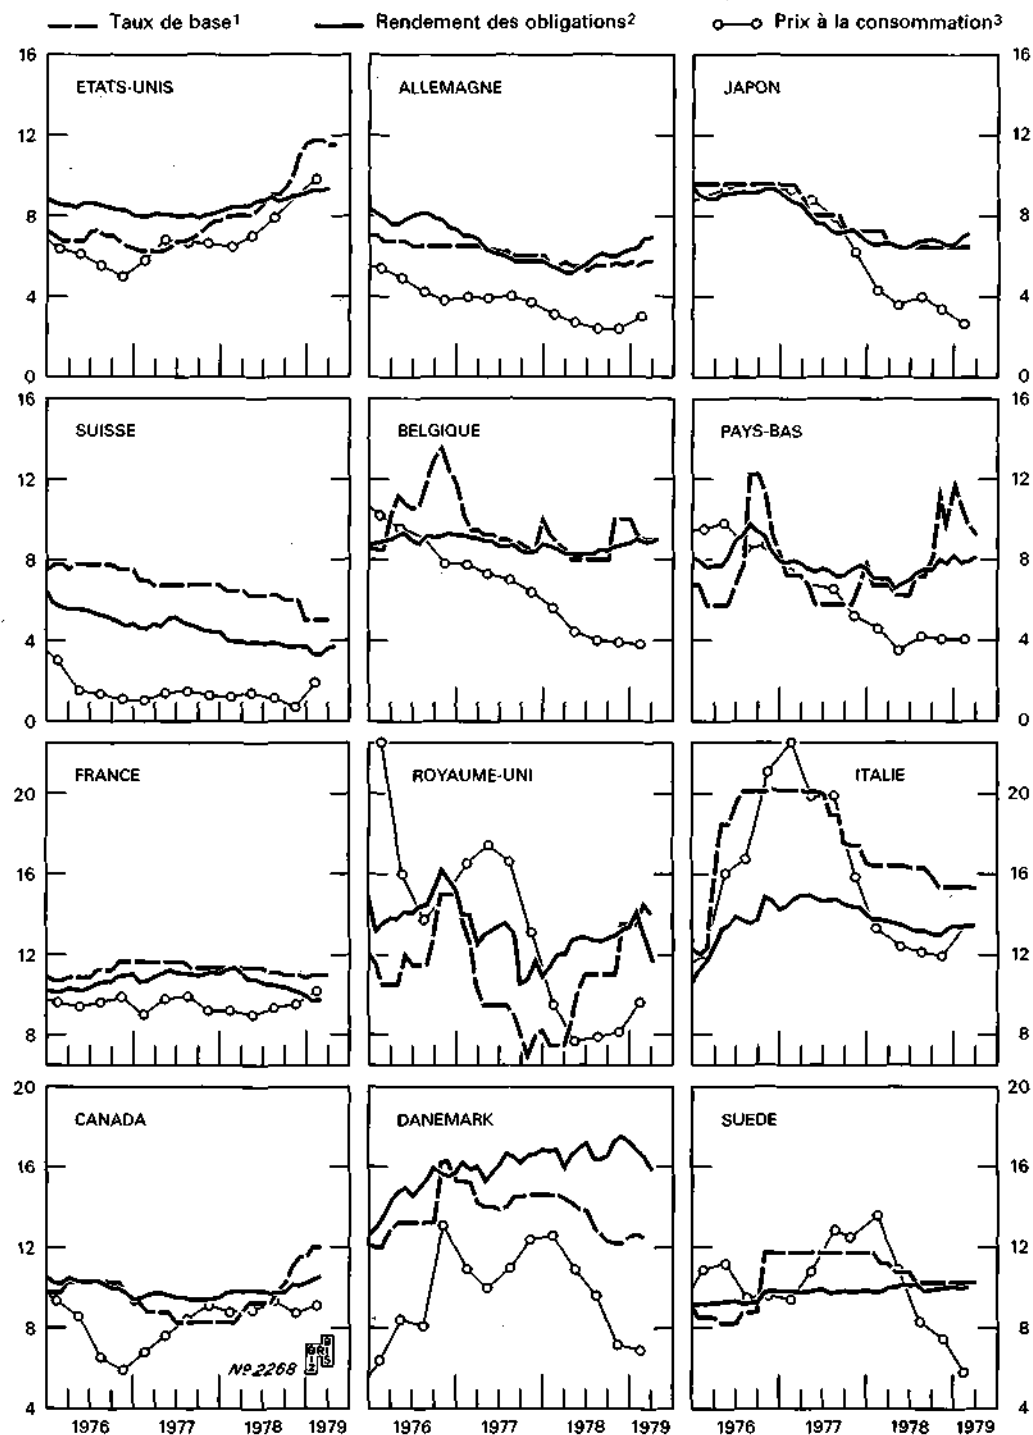 Taux de base1 Rendement des obligations2 Prix à la consommation3
16 16
ETATS-UNIS ALLEMAGNE JAPON
12 12
8 8
4 4
0 0
16 16
SUISSE BELGIQUE PAYS-BAS
12 12
8 8
4 4
0 0
FRANCE ROYAUME-UNI ITALIE
20 20
16 16
12 12
8 8
20 20
CANADA DANEMARK SUEDE
16 16
12 12
8 8
Nº 2268
4 4
1976 1977 1978 1979 1976 1977 1978 1979 1976 1977 1978 1979